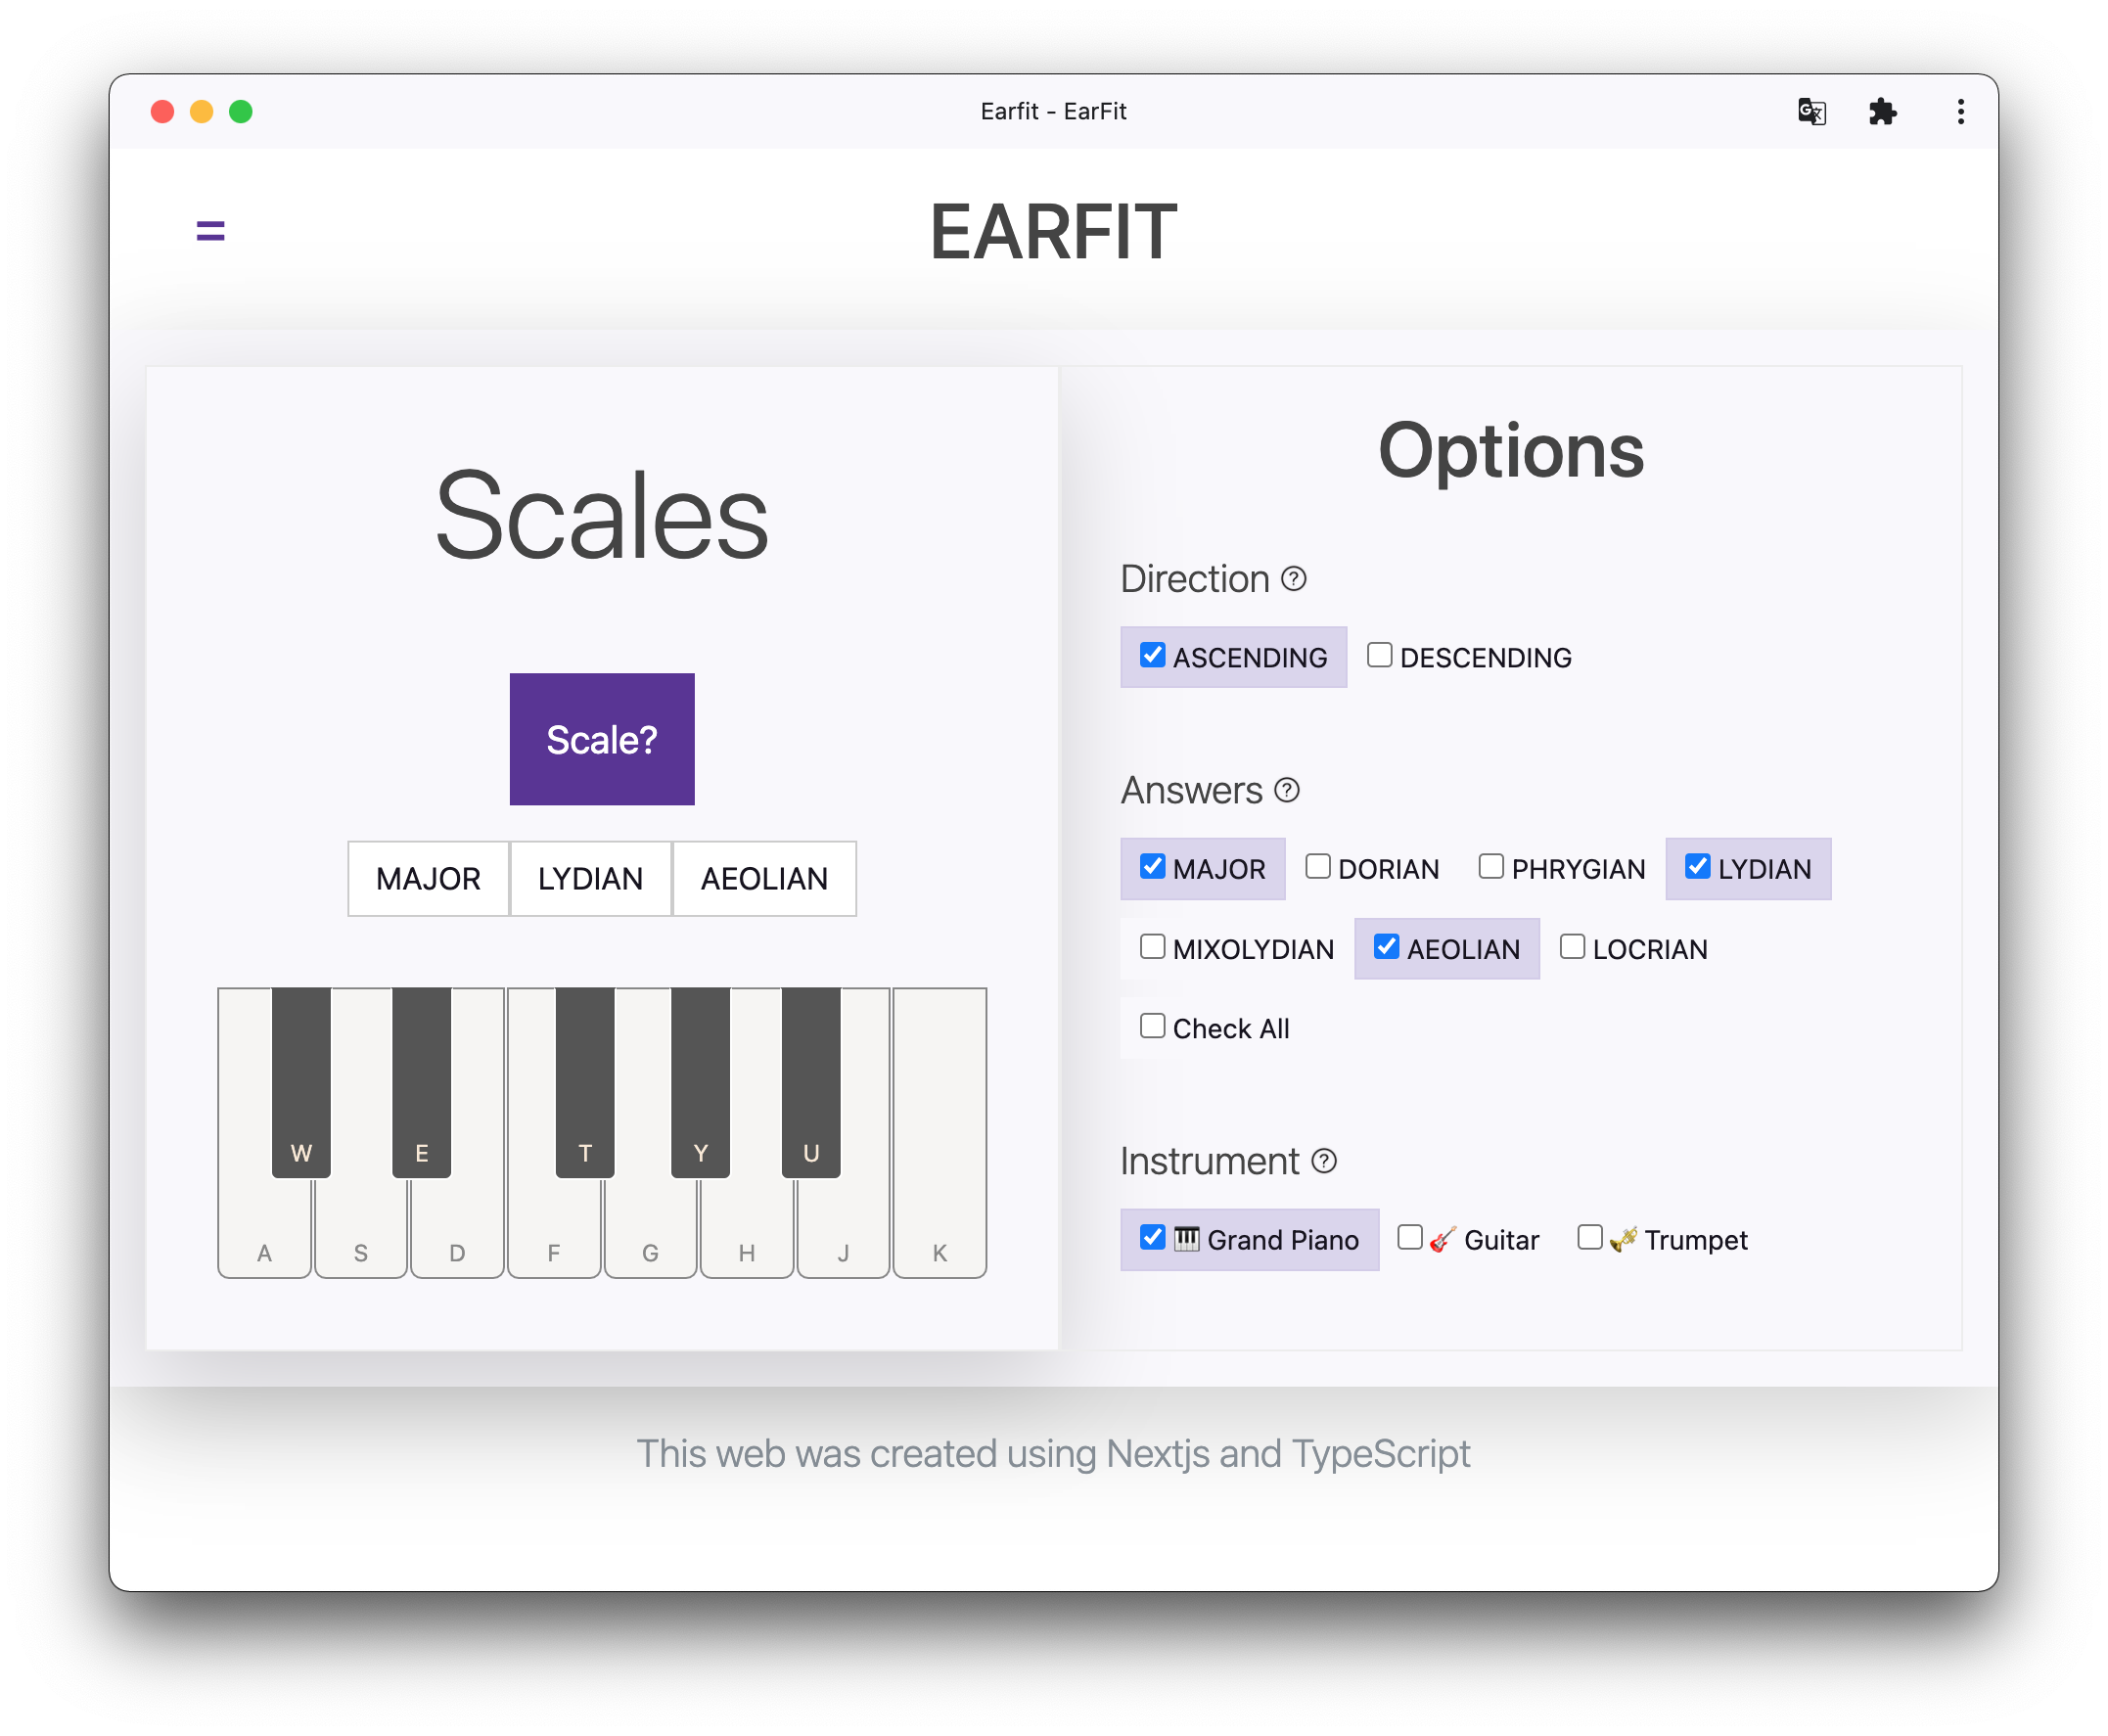 Earfit - EarFit
=
EARFIT
Scales
Scale?
MAJOR LYDIAN AEOLIAN
W E T Y U
A S D F G H J K
Options
Direction ?
ASCENDING DESCENDING
Answers ?
MAJOR DORIAN PHRYGIAN LYDIAN
MIXOLYDIAN AEOLIAN LOCRIAN
Check All
Instrument ?
Grand Piano Guitar Trumpet
This web was created using Nextjs and TypeScript